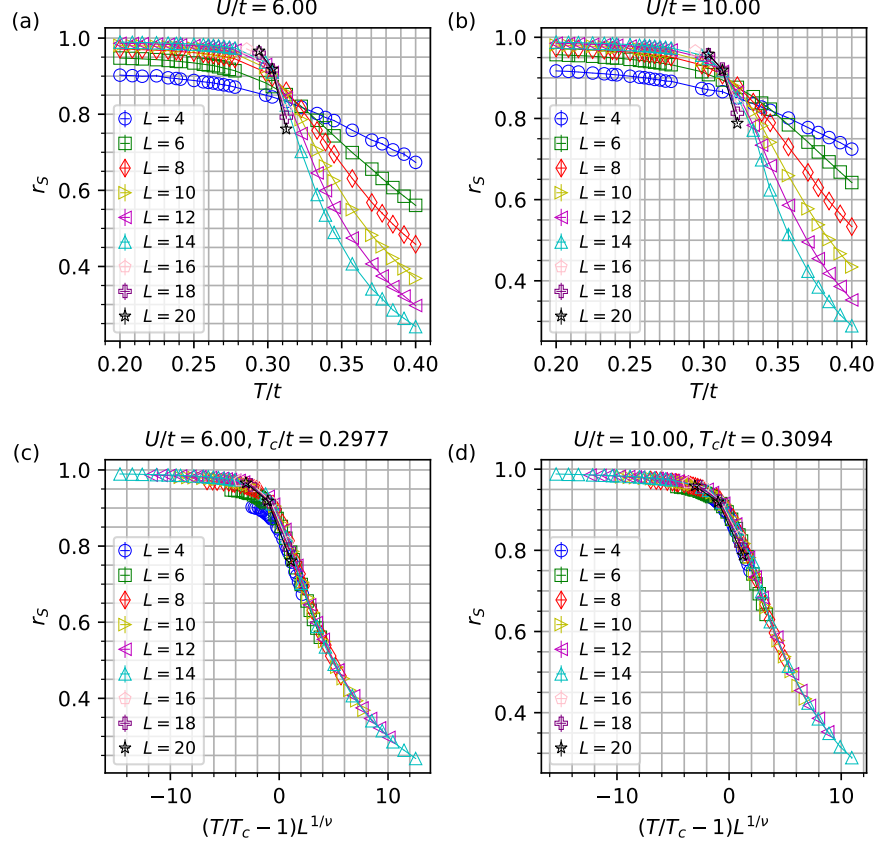 (a)
U/t = 6.00
1.0
0.8
0.6
0.4
r_S
L = 4
L = 6
L = 8
L = 10
L = 12
L = 14
L = 16
L = 18
L = 20
0.20
0.25
0.30
0.35
0.40
T/t
(b)
U/t = 10.00
1.0
0.8
0.6
0.4
r_S
L = 4
L = 6
L = 8
L = 10
L = 12
L = 14
L = 16
L = 18
L = 20
0.20
0.25
0.30
0.35
0.40
T/t
(c)
U/t = 6.00, T_c/t = 0.2977
1.0
0.8
0.6
0.4
r_S
L = 4
L = 6
L = 8
L = 10
L = 12
L = 14
L = 16
L = 18
L = 20
−10
0
10
(T/T_c − 1)L^{1/ν}
(d)
U/t = 10.00, T_c/t = 0.3094
1.0
0.8
0.6
0.4
r_S
L = 4
L = 6
L = 8
L = 10
L = 12
L = 14
L = 16
L = 18
L = 20
−10
0
10
(T/T_c − 1)L^{1/ν}